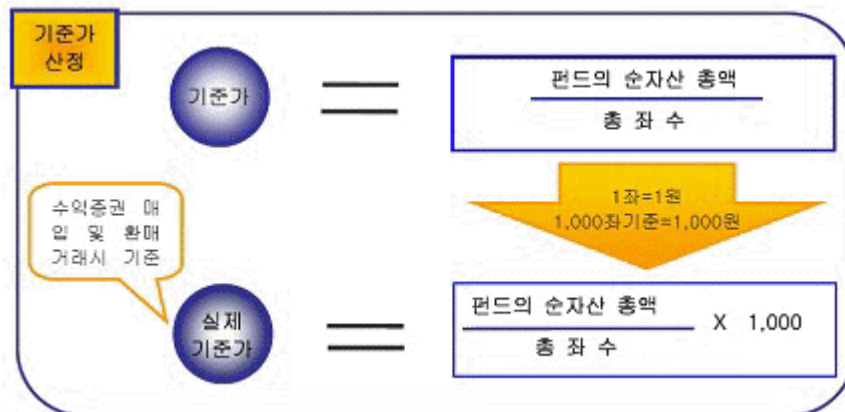 기준가
산정
기준가
펀드의 순자산 총액
총 좌 수
1좌=1원
1,000좌기준=1,000원
수익증권 매
입 및 환매
거래시 기준
실제
기준가
펀드의 순자산 총액
총 좌 수
X 1,000